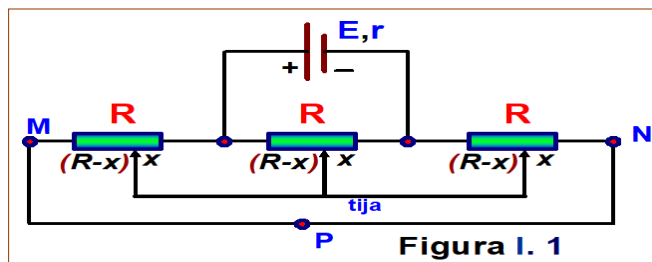 E,r
+ −
R R R
M N
(R-x) x (R-x) x (R-x) x
tija
P
Figura I. 1